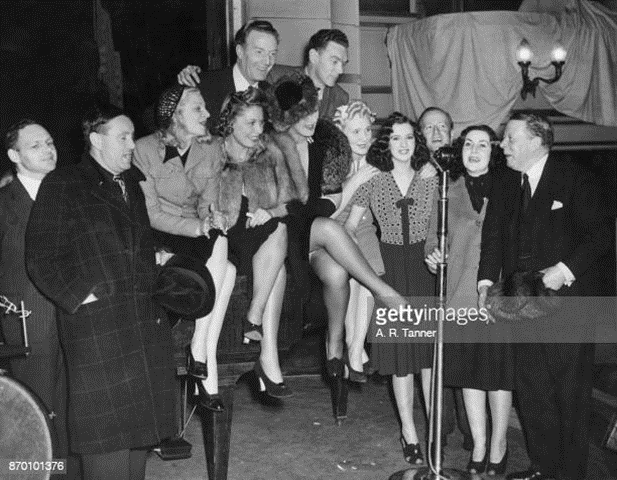 gettyimages®
A. R. Tanner
870101376